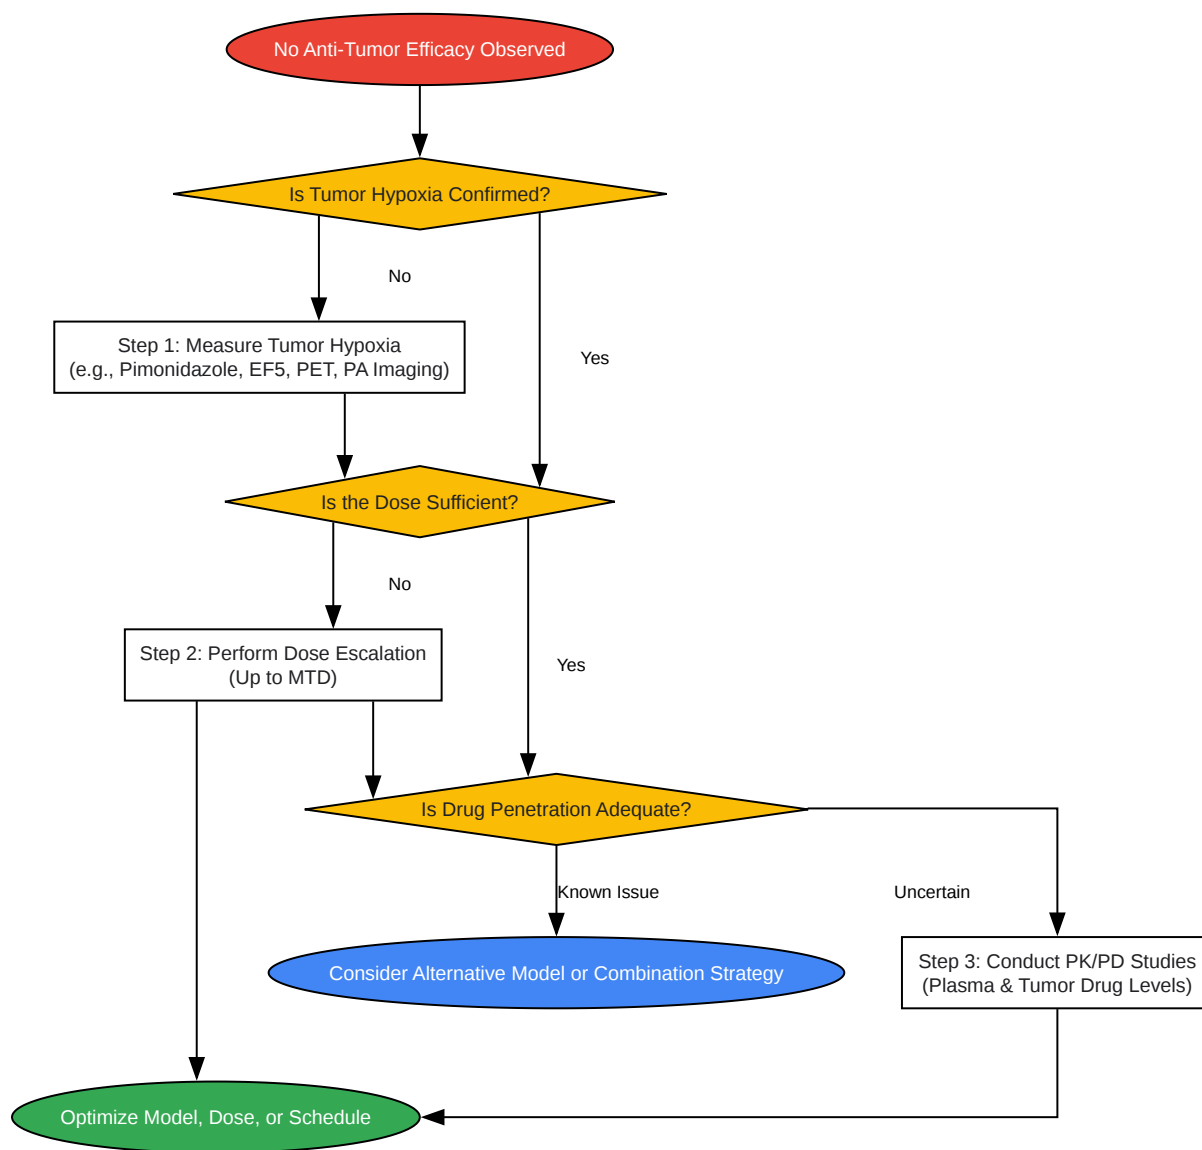 No Anti-Tumor Efficacy Observed
Is Tumor Hypoxia Confirmed?
No
Step 1: Measure Tumor Hypoxia
(e.g., Pimonidazole, EF5, PET, PA Imaging)
Yes
Is the Dose Sufficient?
No
Step 2: Perform Dose Escalation
(Up to MTD)
Yes
Is Drug Penetration Adequate?
Known Issue
Uncertain
Consider Alternative Model or Combination Strategy
Step 3: Conduct PK/PD Studies
(Plasma & Tumor Drug Levels)
Optimize Model, Dose, or Schedule